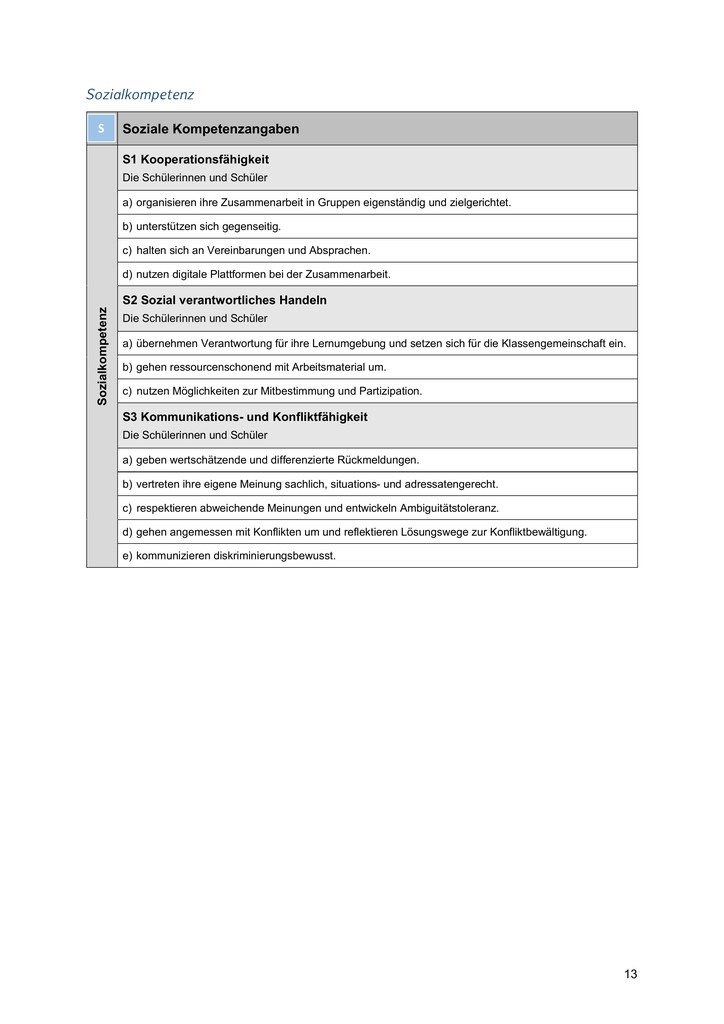 Sozialkompetenz
S Soziale Kompetenzangaben
Sozialkompetenz
S1 Kooperationsfähigkeit
Die Schülerinnen und Schüler
a) organisieren ihre Zusammenarbeit in Gruppen eigenständig und zielgerichtet.
b) unterstützen sich gegenseitig.
c) halten sich an Vereinbarungen und Absprachen.
d) nutzen digitale Plattformen bei der Zusammenarbeit.
S2 Sozial verantwortliches Handeln
Die Schülerinnen und Schüler
a) übernehmen Verantwortung für ihre Lernumgebung und setzen sich für die Klassengemeinschaft ein.
b) gehen ressourcenschonend mit Arbeitsmaterial um.
c) nutzen Möglichkeiten zur Mitbestimmung und Partizipation.
S3 Kommunikations- und Konfliktfähigkeit
Die Schülerinnen und Schüler
a) geben wertschätzende und differenzierte Rückmeldungen.
b) vertreten ihre eigene Meinung sachlich, situations- und adressatengerecht.
c) respektieren abweichende Meinungen und entwickeln Ambiguitätstoleranz.
d) gehen angemessen mit Konflikten um und reflektieren Lösungswege zur Konfliktbewältigung.
e) kommunizieren diskriminierungsbewusst.
13